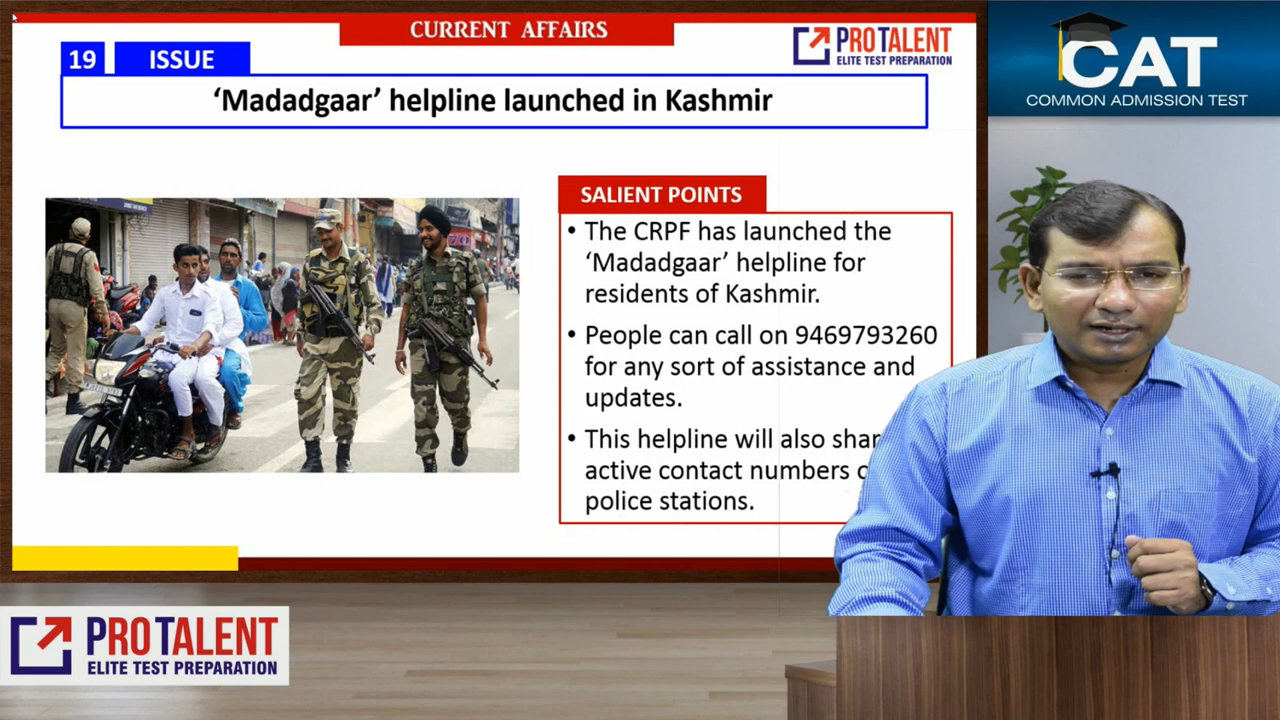 CURRENT AFFAIRS
PROTALENT
ELITE TEST PREPARATION
19
ISSUE
‘Madadgaar’ helpline launched in Kashmir
CAT
COMMON ADMISSION TEST
SALIENT POINTS
• The CRPF has launched the
‘Madadgaar’ helpline for
residents of Kashmir.
• People can call on 9469793260
for any sort of assistance and
updates.
• This helpline will also
active contact numbers
police stations.
PROTALENT
ELITE TEST PREPARATION